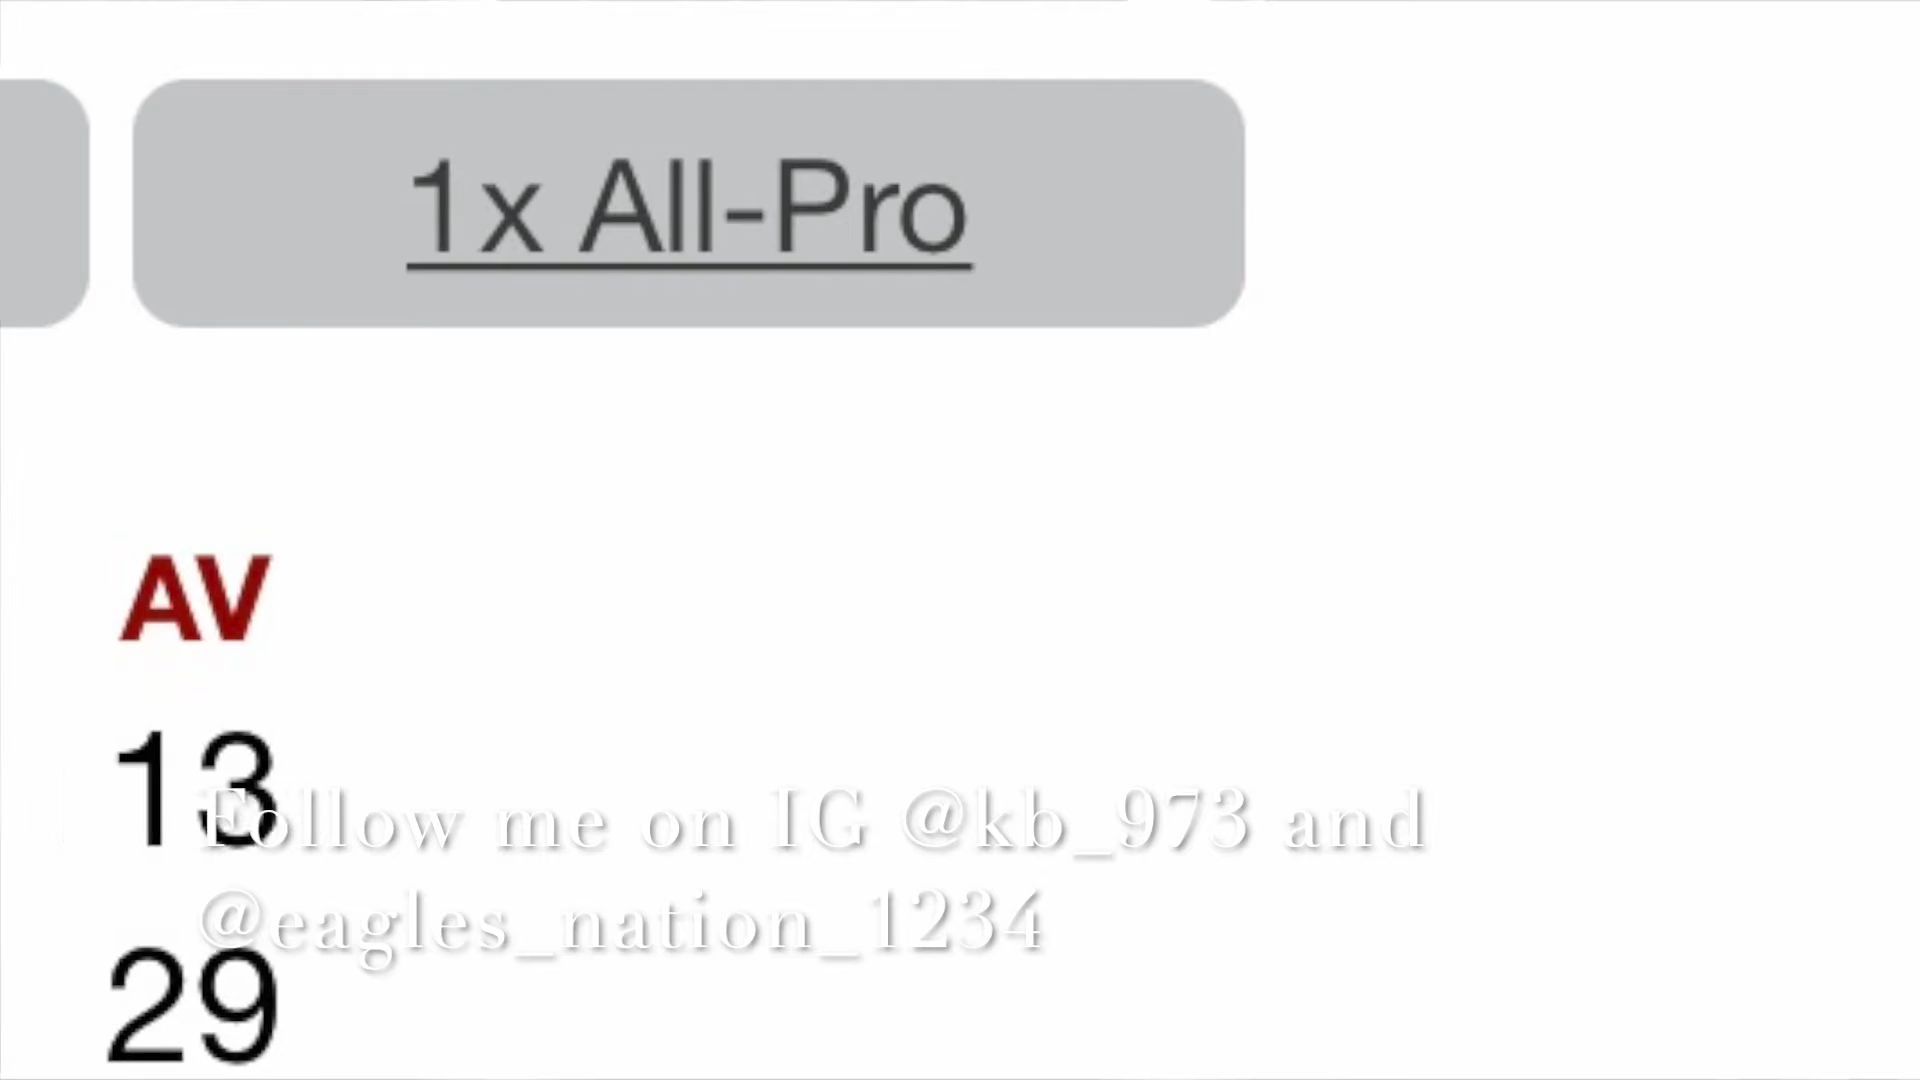 1x All-Pro
AV
13
Follow me on IG @kb_973 and
@eagles_nation_1234
29